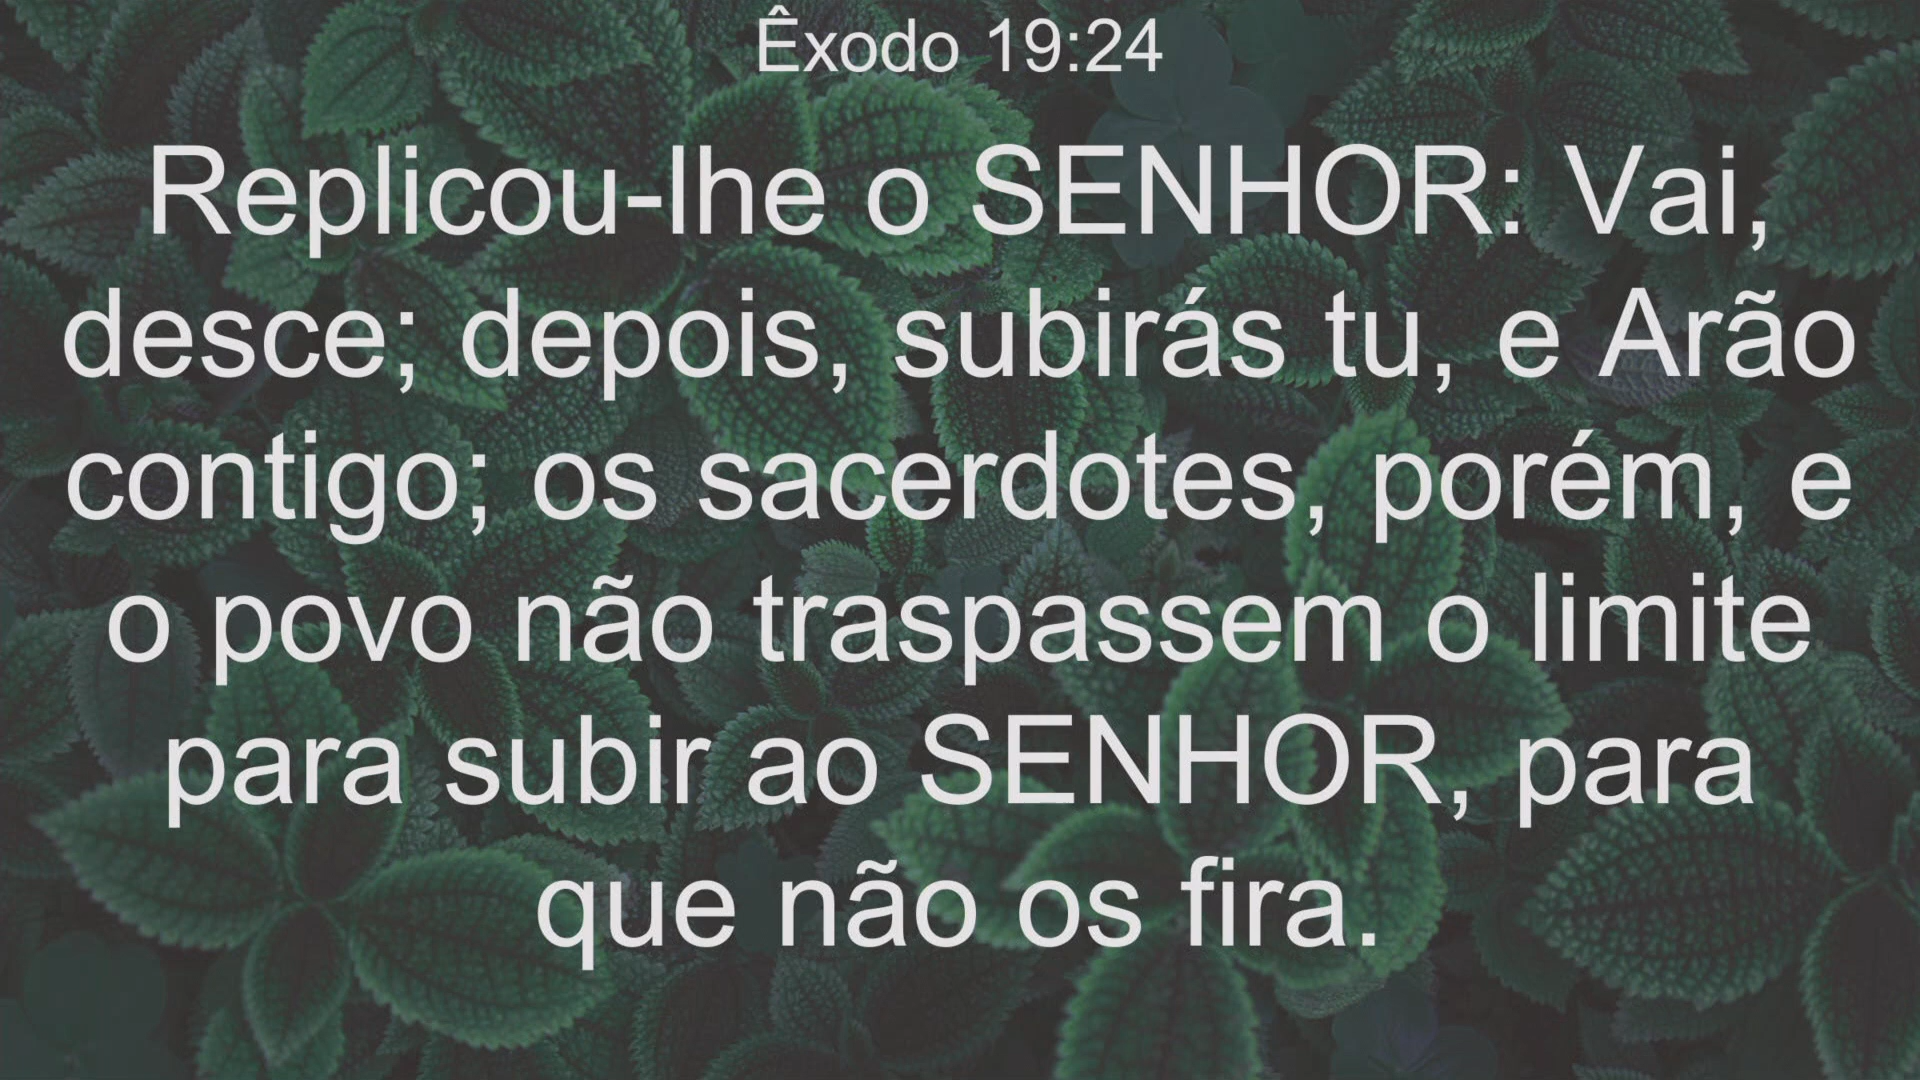 Êxodo 19:24
Replicou-lhe o SENHOR: Vai,
desce; depois, subirás tu, e Arão
contigo; os sacerdotes, porém, e
o povo não traspassem o limite
para subir ao SENHOR, para
que não os fira.